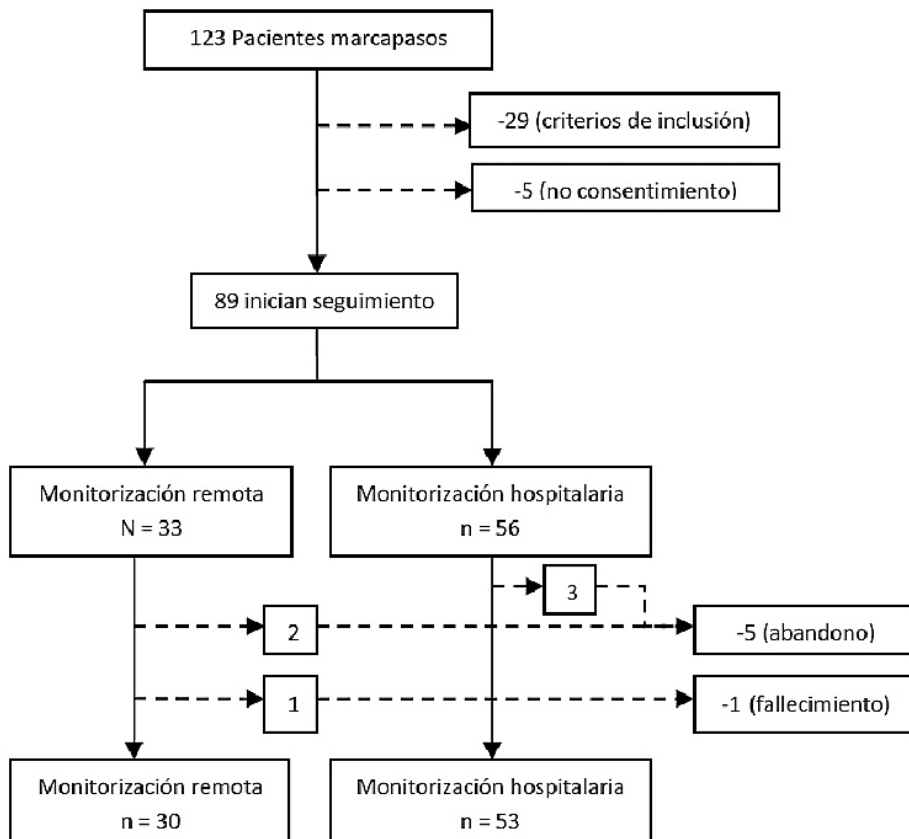 123 Pacientes marcapasos
-29 (criterios de inclusión)
-5 (no consentimiento)
89 inician seguimiento
Monitorización remota
N = 33
Monitorización hospitalaria
n = 56
3
2
-5 (abandono)
1
-1 (fallecimiento)
Monitorización remota
n = 30
Monitorización hospitalaria
n = 53